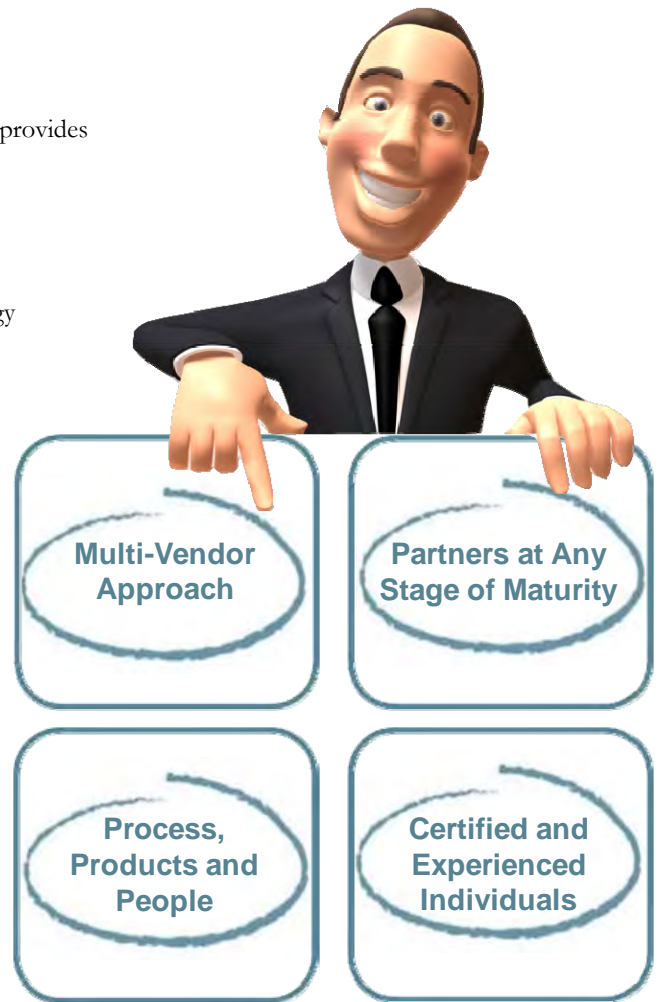 provides
gy
Multi-Vendor
Approach
Partners at Any
Stage of Maturity
Process,
Products and
People
Certified and
Experienced
Individuals